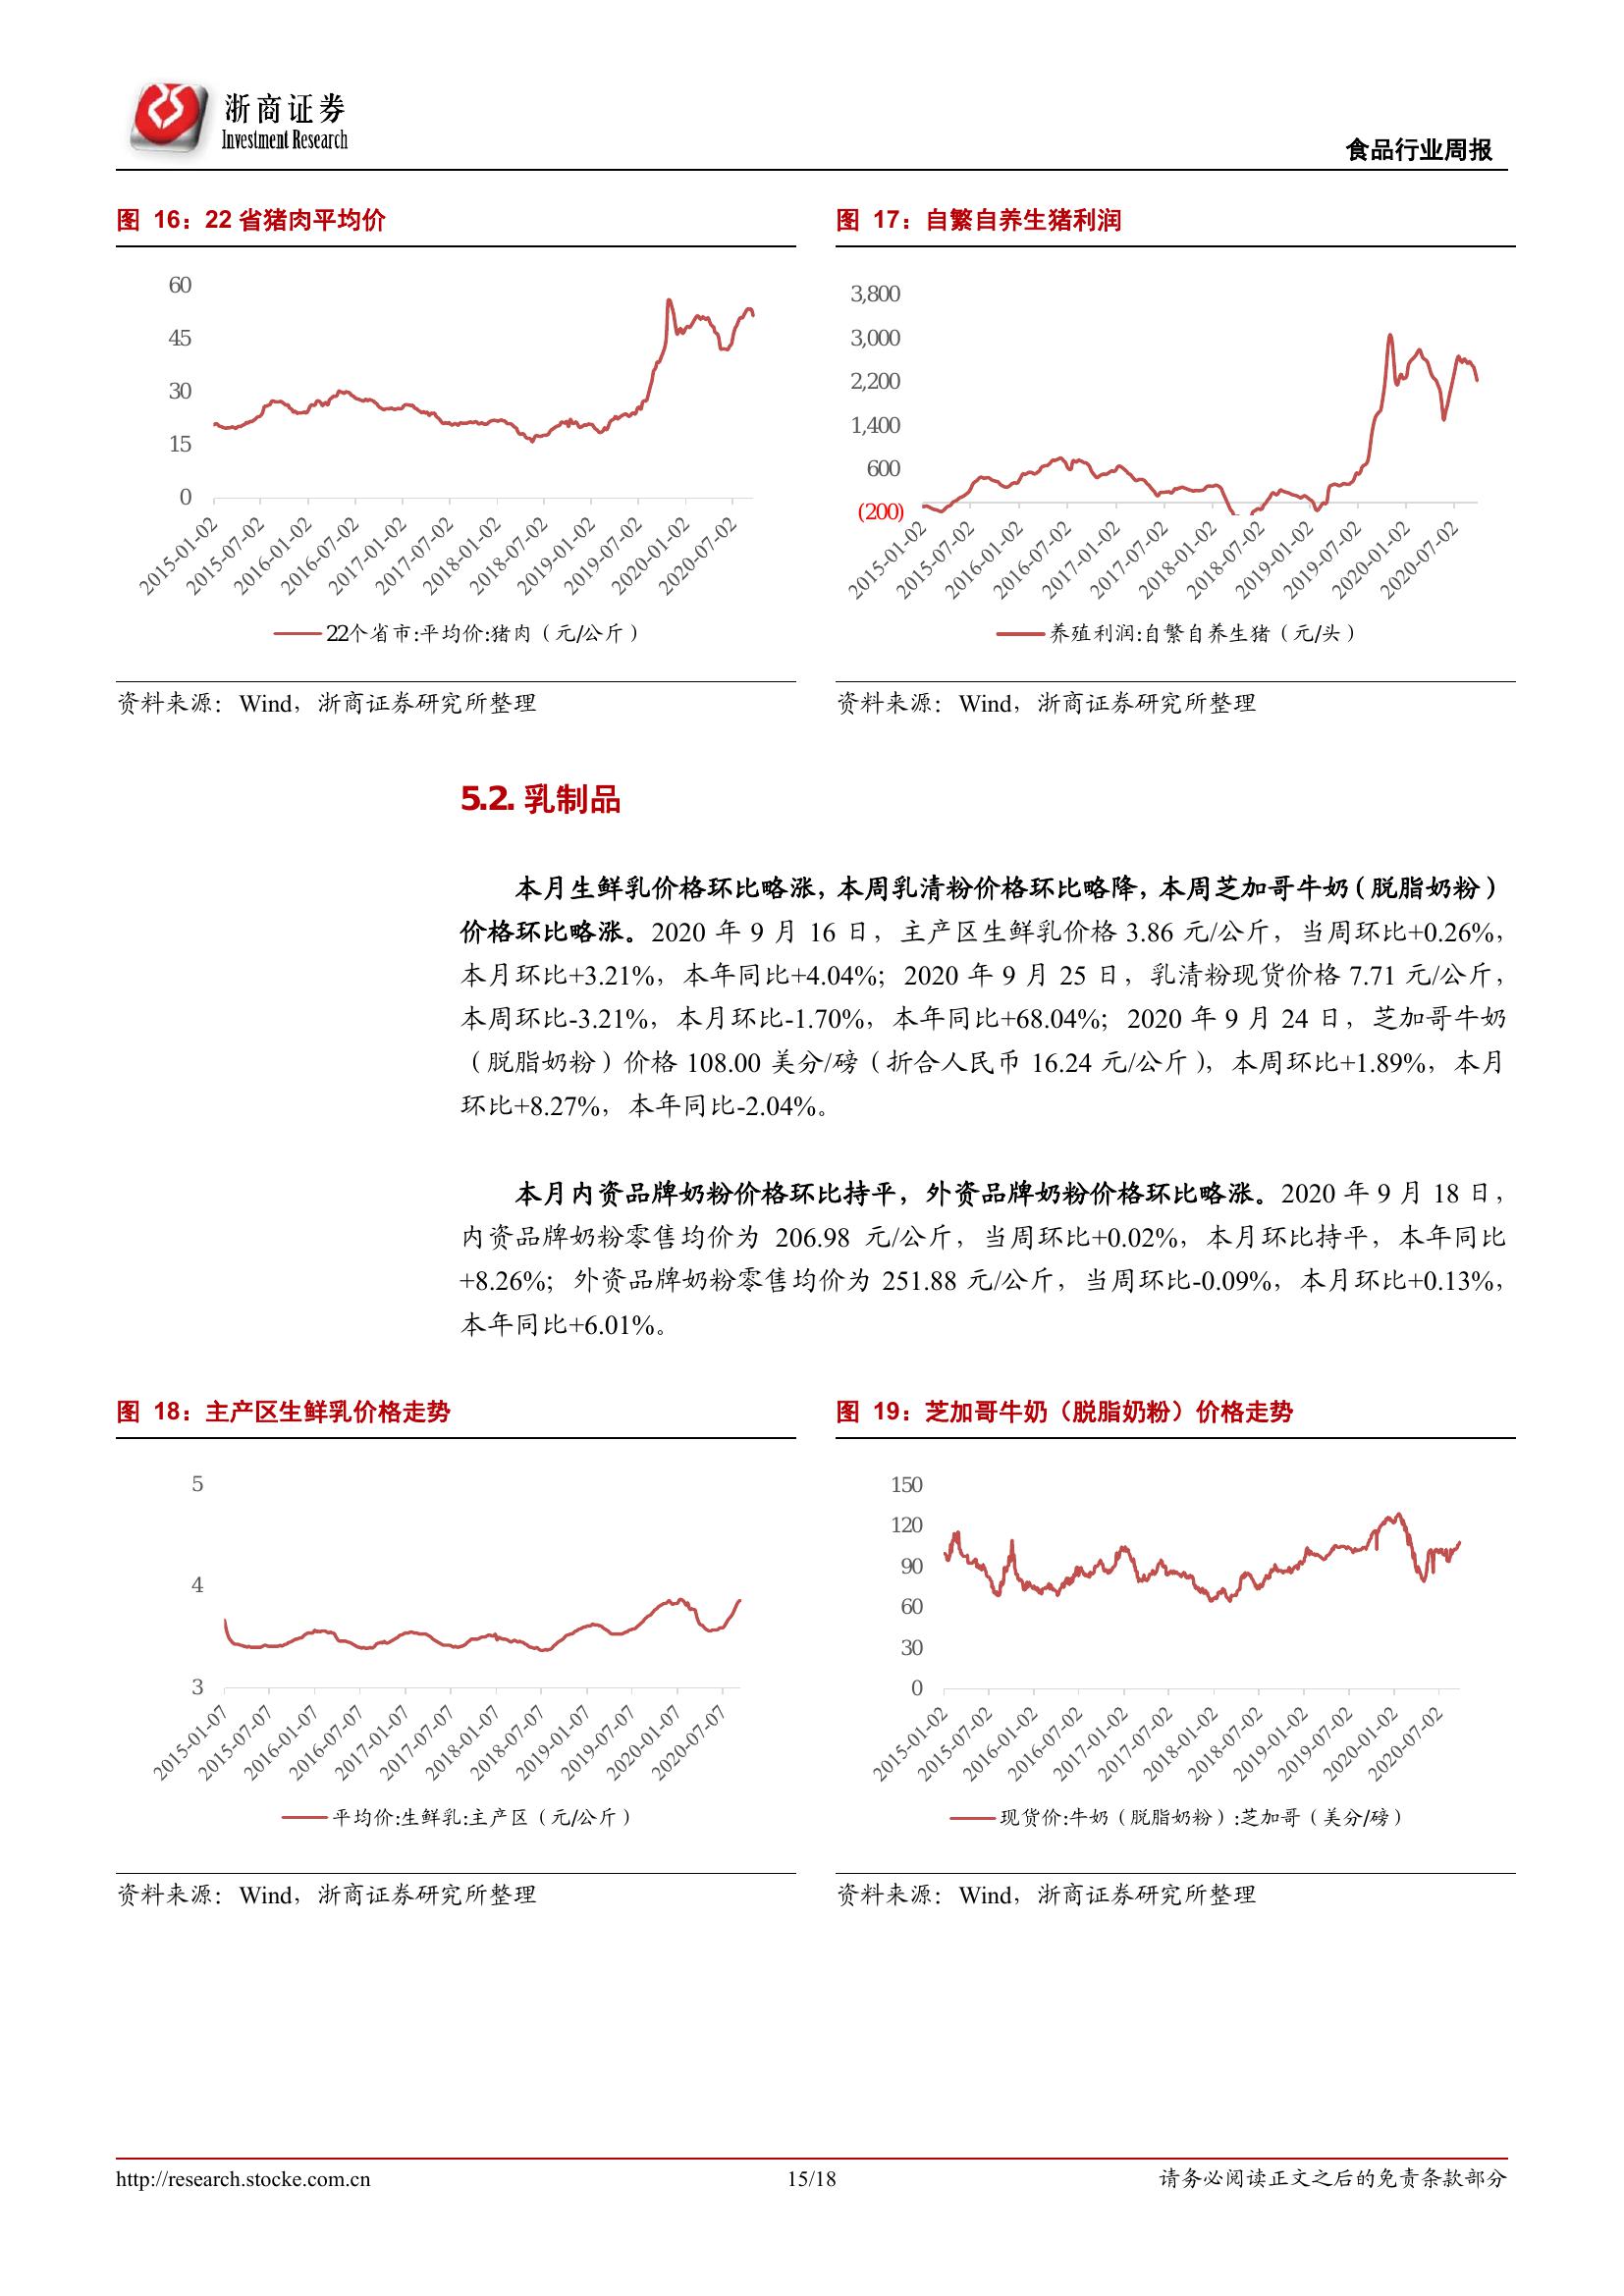 浙商证券
Investment Research
食品行业周报
图 16：22 省猪肉平均价
60
45
30
15
0
2015-01-02
2015-07-02
2016-01-02
2016-07-02
2017-01-02
2017-07-02
2018-01-02
2018-07-02
2019-01-02
2019-07-02
2020-01-02
2020-07-02
22个省市:平均价:猪肉（元/公斤）
资料来源：Wind，浙商证券研究所整理
图 17：自繁自养生猪利润
3,800
3,000
2,200
1,400
600
(200)
2015-01-02
2015-07-02
2016-01-02
2016-07-02
2017-01-02
2017-07-02
2018-01-02
2018-07-02
2019-01-02
2019-07-02
2020-01-02
2020-07-02
养殖利润:自繁自养生猪（元/头）
资料来源：Wind，浙商证券研究所整理
5.2. 乳制品
本月生鲜乳价格环比略涨，本周乳清粉价格环比略降，本周芝加哥牛奶（脱脂奶粉）
价格环比略涨。2020 年 9 月 16 日，主产区生鲜乳价格 3.86 元/公斤，当周环比+0.26%，
本月环比+3.21%，本年同比+4.04%；2020 年 9 月 25 日，乳清粉现货价格 7.71 元/公斤，
本周环比-3.21%，本月环比-1.70%，本年同比+68.04%；2020 年 9 月 24 日，芝加哥牛奶
（脱脂奶粉）价格 108.00 美分/磅（折合人民币 16.24 元/公斤），本周环比+1.89%，本月
环比+8.27%，本年同比-2.04%。
本月内资品牌奶粉价格环比持平，外资品牌奶粉价格环比略涨。2020 年 9 月 18 日，
内资品牌奶粉零售均价为 206.98 元/公斤，当周环比+0.02%，本月环比持平，本年同比
+8.26%；外资品牌奶粉零售均价为 251.88 元/公斤，当周环比-0.09%，本月环比+0.13%，
本年同比+6.01%。
图 18：主产区生鲜乳价格走势
5
4
3
2015-01-07
2015-07-07
2016-01-07
2016-07-07
2017-01-07
2017-07-07
2018-01-07
2018-07-07
2019-01-07
2019-07-07
2020-01-07
2020-07-07
平均价:生鲜乳:主产区（元/公斤）
资料来源：Wind，浙商证券研究所整理
图 19：芝加哥牛奶（脱脂奶粉）价格走势
150
120
90
60
30
0
2015-01-02
2015-07-02
2016-01-02
2016-07-02
2017-01-02
2017-07-02
2018-01-02
2018-07-02
2019-01-02
2019-07-02
2020-01-02
2020-07-02
现货价:牛奶（脱脂奶粉）:芝加哥（美分/磅）
资料来源：Wind，浙商证券研究所整理
http://research.stocke.com.cn
15/18
请务必阅读正文之后的免责条款部分